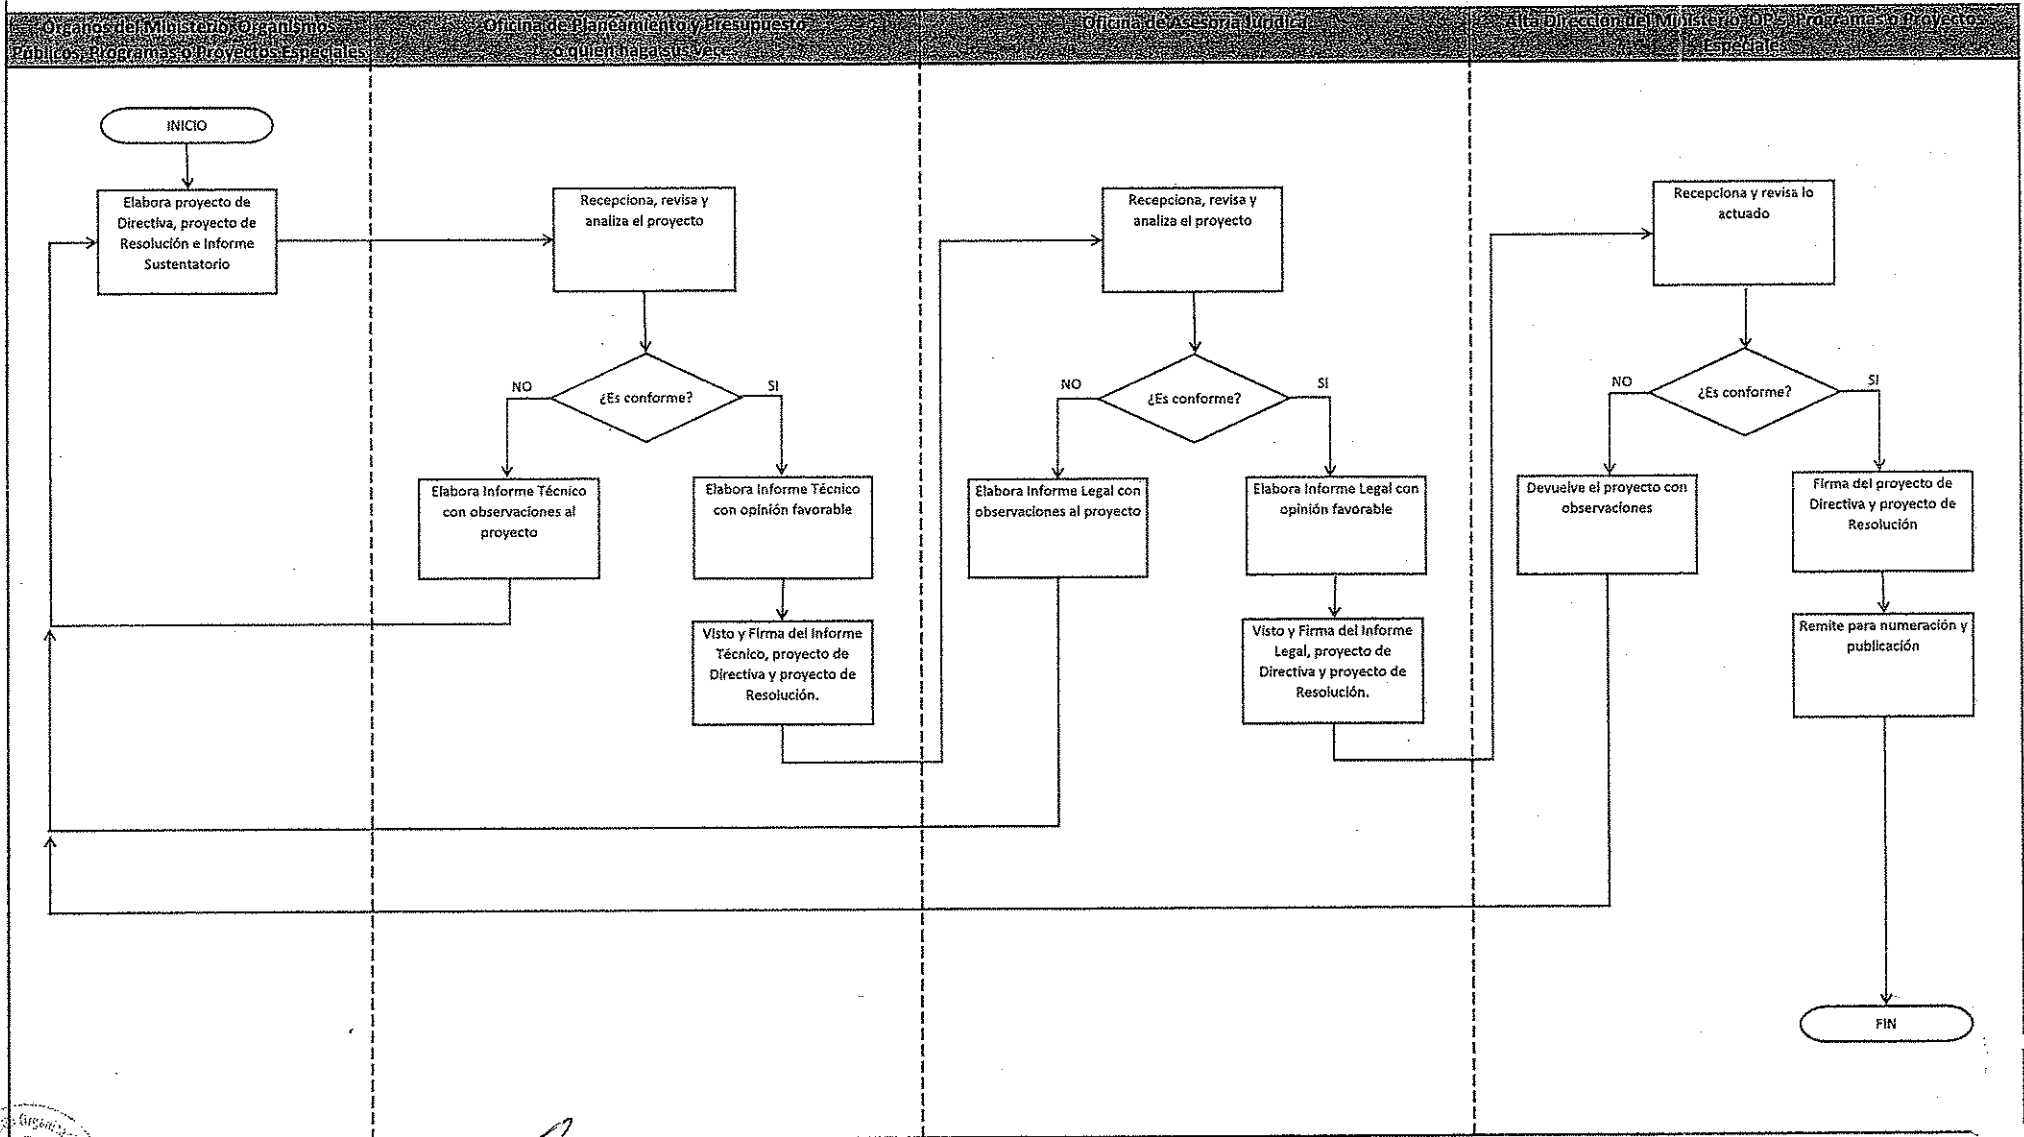 Órganos del Ministerio, Organismos
Públicos, Programas o Proyectos Especiales
Oficina de Planeamiento y Presupuesto
o quien haga sus vece
Oficina de Asesoría Jurídica
Alta Dirección del Ministerio, OP's, Programas o Proyectos
Especiales
INICIO
Elabora proyecto de
Directiva, proyecto de
Resolución e Informe
Sustentatorio
Recepciona, revisa y
analiza el proyecto
¿Es conforme?
NO
SI
Elabora Informe Técnico
con observaciones al
proyecto
Elabora Informe Técnico
con opinión favorable
Visto y Firma del Informe
Técnico, proyecto de
Directiva y proyecto de
Resolución.
Recepciona, revisa y
analiza el proyecto
¿Es conforme?
NO
SI
Elabora Informe Legal con
observaciones al proyecto
Elabora Informe Legal con
opinión favorable
Visto y Firma del Informe
Legal, proyecto de
Directiva y proyecto de
Resolución.
Recepciona y revisa lo
actuado
¿Es conforme?
NO
SI
Devuelve el proyecto con
observaciones
Firma del proyecto de
Directiva y proyecto de
Resolución
Remite para numeración y
publicación
FIN